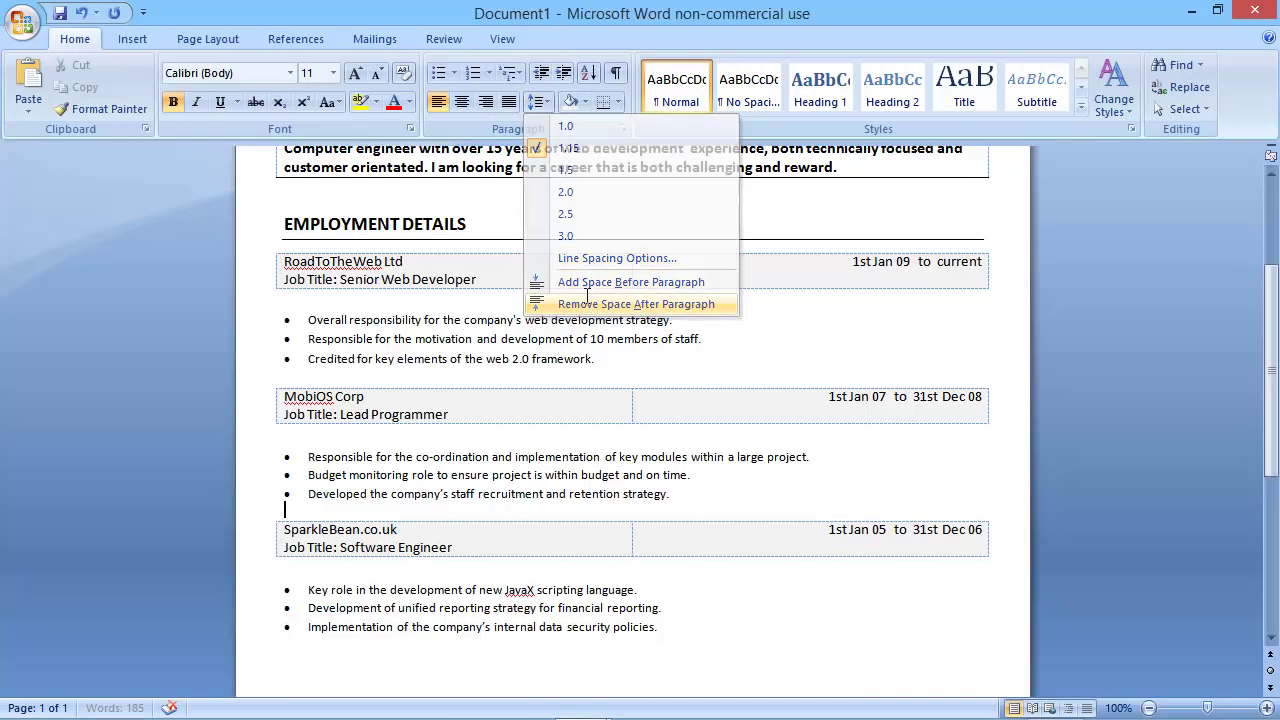 Document1 - Microsoft Word non-commercial use
Home Insert Page Layout References Mailings Review View
Paste
Cut
Copy
Format Painter
Clipboard
Calibri (Body) 11
B I U abc X₂ X² Aa
Font
Paragraph
AaBbCcDc AaBbCcDc AaBbCc AaBbCc AaB AaBbCc.
¶ Normal ¶ No Spaci... Heading 1 Heading 2 Title Subtitle
Change Styles
Styles
Find
Replace
Select
Editing
1.0
1.15
1.5
2.0
2.5
3.0
Line Spacing Options...
Add Space Before Paragraph
Remove Space After Paragraph
Computer engineer with over 15 years of web development experience, both technically focused and
customer orientated. I am looking for a career that is both challenging and reward.
EMPLOYMENT DETAILS
RoadToTheWeb Ltd 1st Jan 09 to current
Job Title: Senior Web Developer
• Overall responsibility for the company's web development strategy.
• Responsible for the motivation and development of 10 members of staff.
• Credited for key elements of the web 2.0 framework.
MobiOS Corp 1st Jan 07 to 31st Dec 08
Job Title: Lead Programmer
• Responsible for the co-ordination and implementation of key modules within a large project.
• Budget monitoring role to ensure project is within budget and on time.
• Developed the company's staff recruitment and retention strategy.
SparkleBean.co.uk 1st Jan 05 to 31st Dec 06
Job Title: Software Engineer
• Key role in the development of new JavaX scripting language.
• Development of unified reporting strategy for financial reporting.
• Implementation of the company's internal data security policies.
Page: 1 of 1 Words: 185 100%